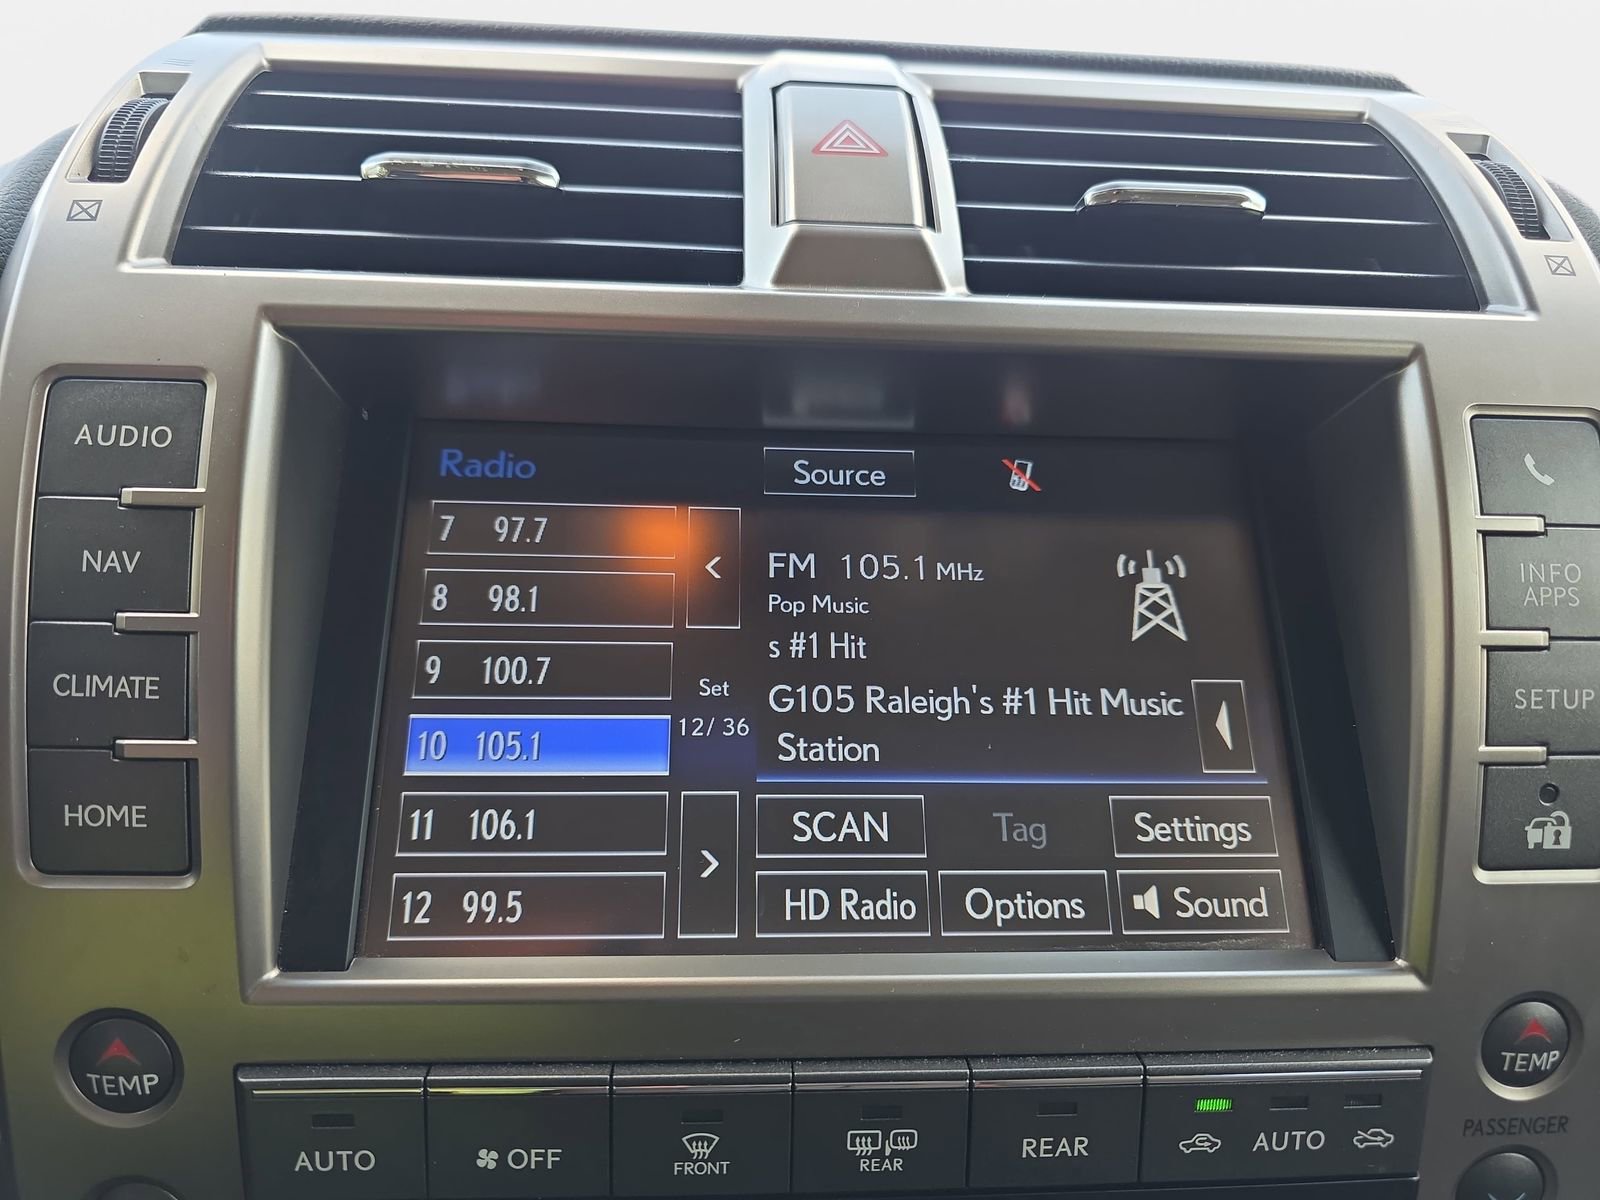 AUDIO
NAV
CLIMATE
HOME
Radio
Source
7 97.7
8 98.1
9 100.7
10 105.1
11 106.1
12 99.5
Set
12/ 36
FM 105.1 MHz
Pop Music
s #1 Hit
G105 Raleigh's #1 Hit Music
Station
SCAN
Tag
Settings
HD Radio
Options
Sound
INFO
APPS
SETUP
TEMP
TEMP
PASSENGER
AUTO
OFF
FRONT
REAR
REAR
AUTO